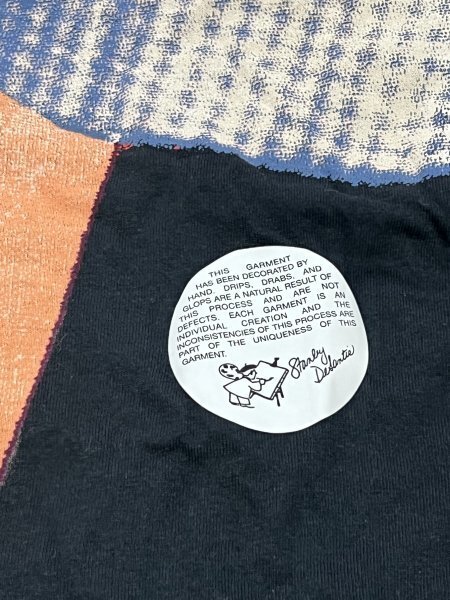 THIS GARMENT
HAS BEEN DECORATED BY
HAND. DRIPS, DRABS, AND
GLOPS ARE A NATURAL RESULT OF
THIS PROCESS AND ARE NOT
DEFECTS. EACH GARMENT IS AN
INDIVIDUAL CREATION AND THE
INCONSISTENCIES OF THIS PROCESS ARE
PART OF THE UNIQUENESS OF THIS
GARMENT.
Stanley
DeSantis